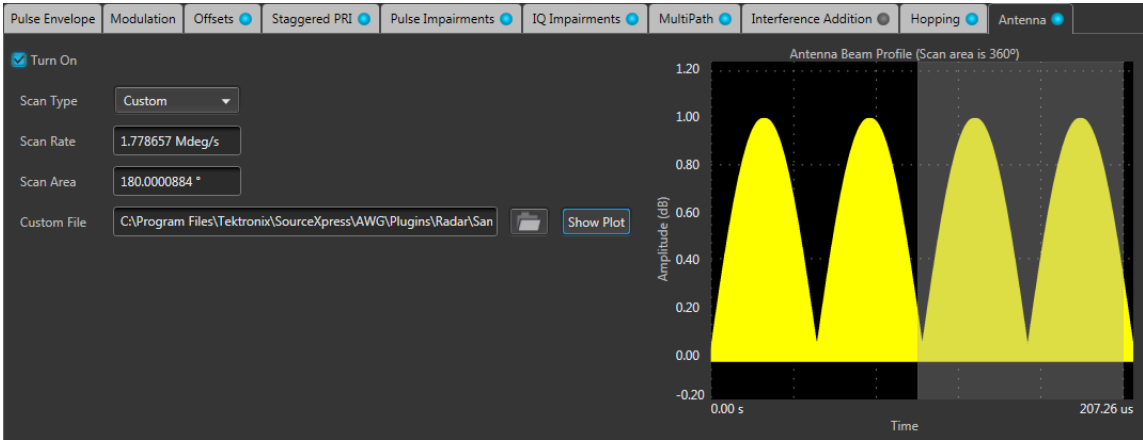 Pulse Envelope Modulation Offsets Staggered PRI Pulse Impairments IQ Impairments MultiPath Interference Addition Hopping Antenna
Turn On
Scan Type Custom
Scan Rate 1.778657 Mdeg/s
Scan Area 180.0000884 °
Custom File C:\Program Files\Tektronix\SourceXpress\AWG\Plugins\Radar\San Show Plot
Antenna Beam Profile (Scan area is 360º)
Amplitude (dB)
1.20
1.00
0.80
0.60
0.40
0.20
0.00
-0.20
0.00 s 207.26 us
Time